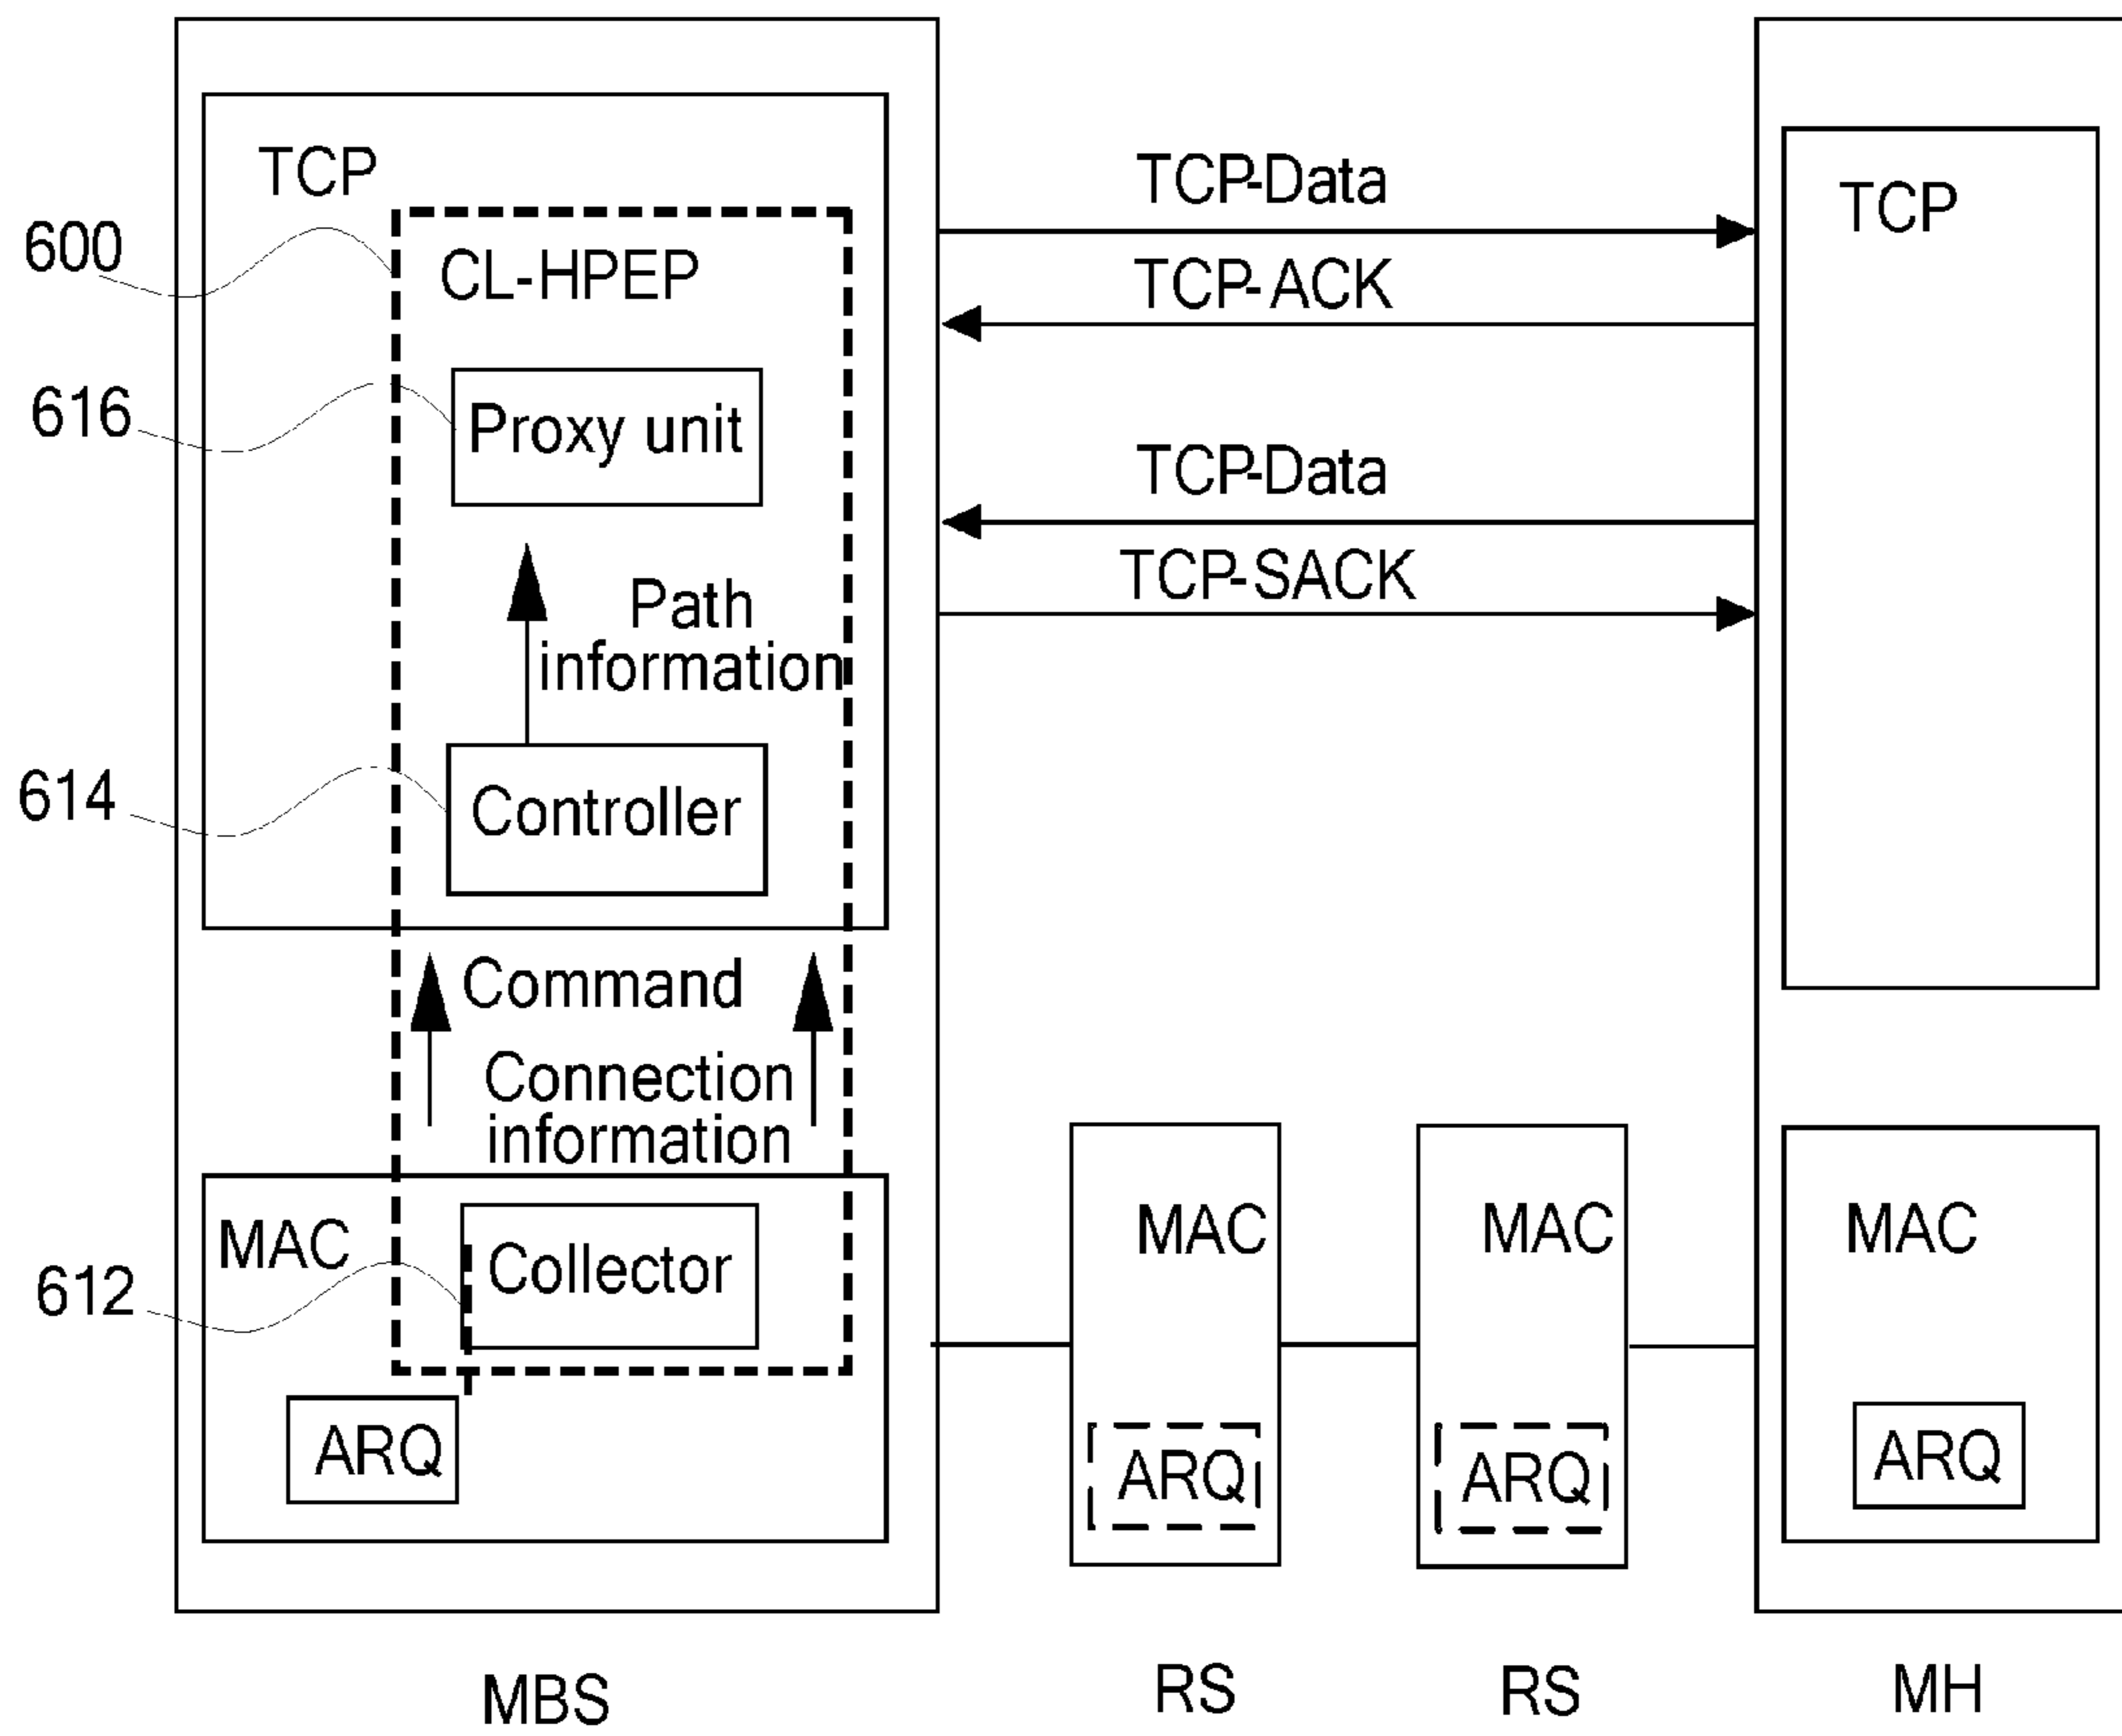 TCP
600
CL-HPEP
616
Proxy unit
Path
information
614
Controller
Command
Connection
information
MAC
Collector
612
ARQ
MBS
TCP-Data
TCP-ACK
TCP-Data
TCP-SACK
MAC
ARQ
RS
MAC
ARQ
RS
TCP
MAC
ARQ
MH